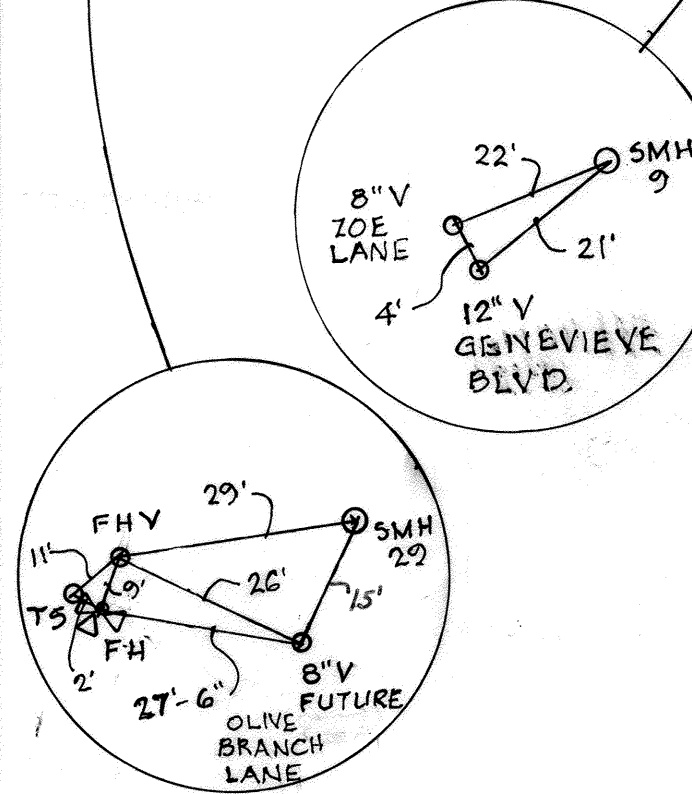 22'
SMH
9
8" V
ZOE
LANE
21'
4'
12" V
GENEVIEVE
BLVD.
29'
FHV
SMH
29
11'
9'
26'
15'
TS
FH
2'
27'-6"
8" V
FUTURE
OLIVE
BRANCH
LANE